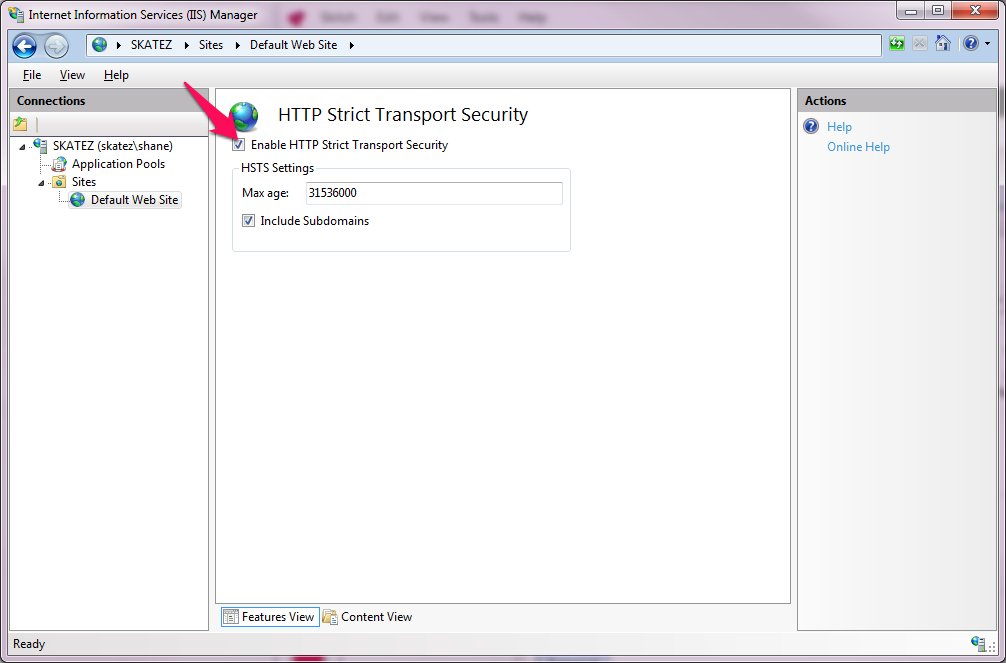 Internet Information Services (IIS) Manager
SKATEZ Sites Default Web Site
File View Help
Connections
SKATEZ (skatez\shane)
Application Pools
Sites
Default Web Site
HTTP Strict Transport Security
Enable HTTP Strict Transport Security
HSTS Settings
Max age: 31536000
Include Subdomains
Features View Content View
Actions
Help
Online Help
Ready